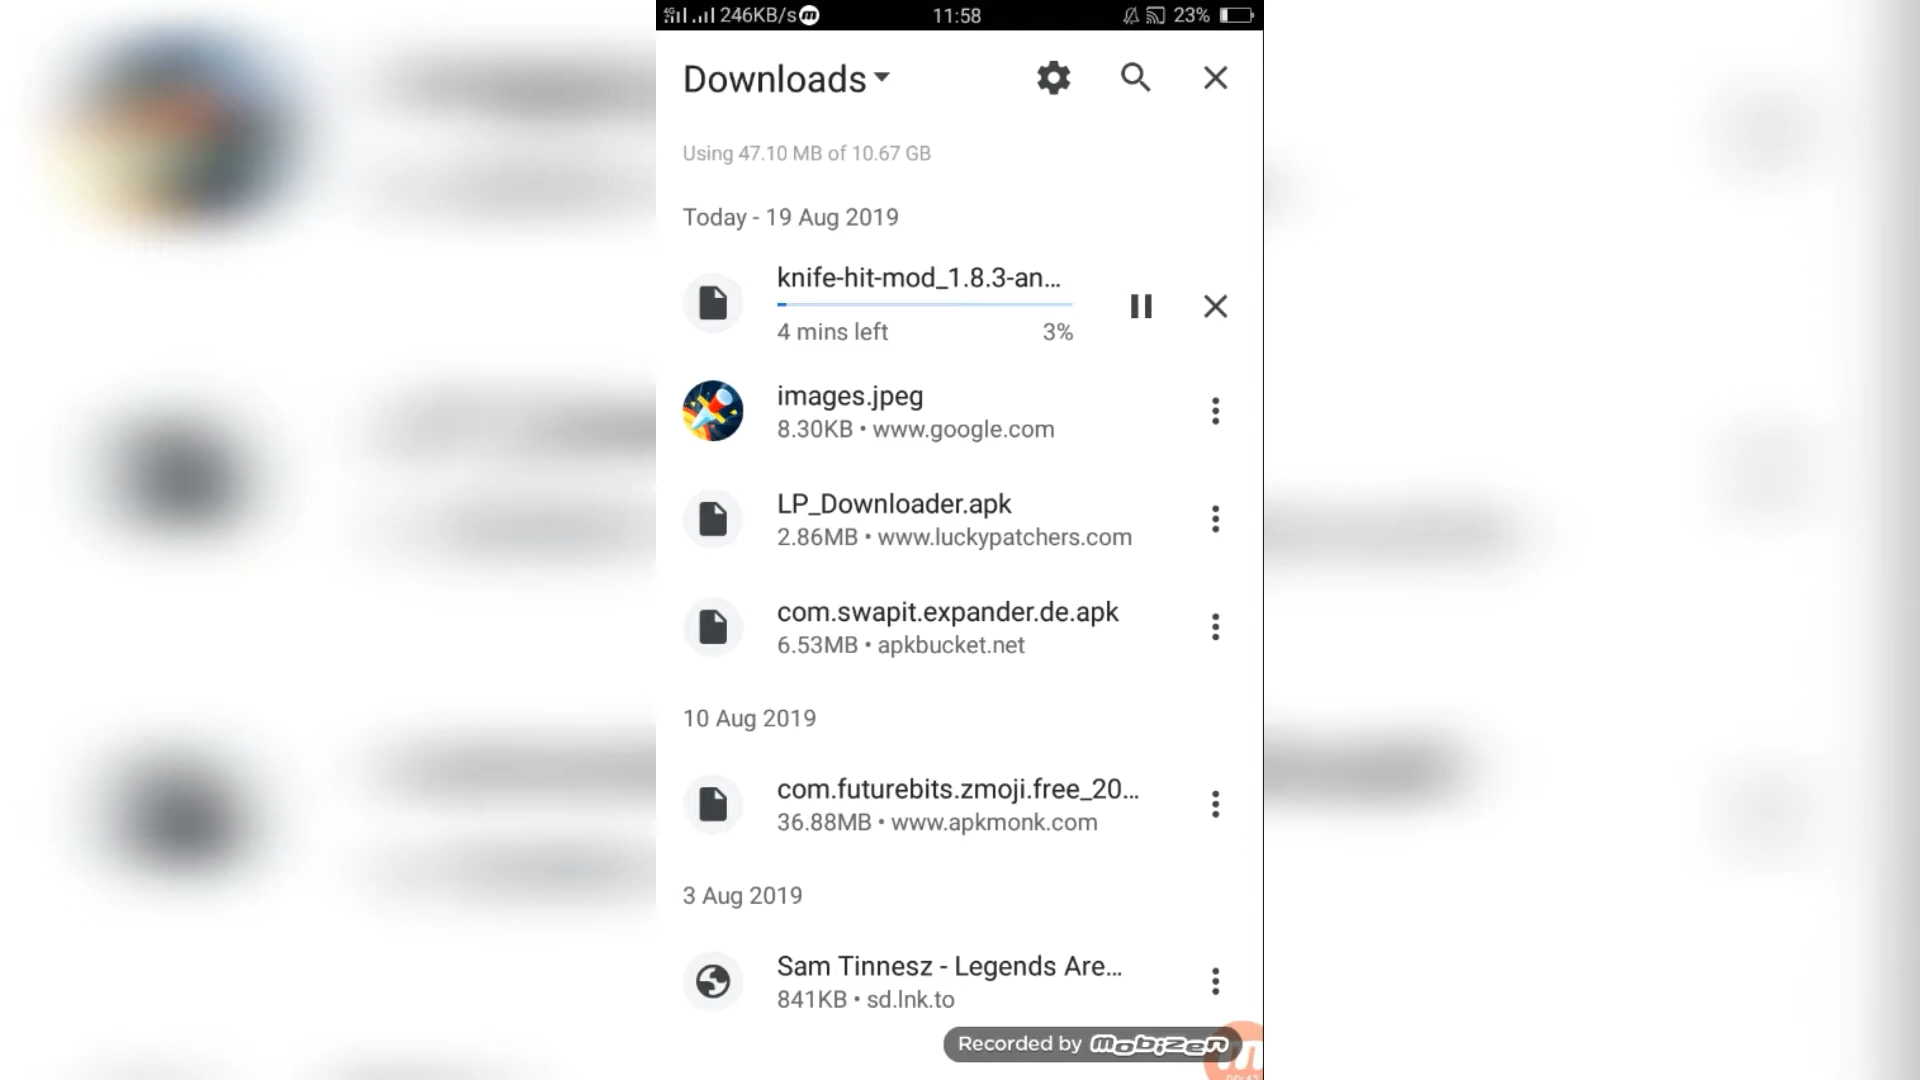 4G 246KB/s 11:58 23%
Downloads
Using 47.10 MB of 10.67 GB
Today - 19 Aug 2019
knife-hit-mod_1.8.3-an...
4 mins left 3%
images.jpeg
8.30KB • www.google.com
LP_Downloader.apk
2.86MB • www.luckypatchers.com
com.swapit.expander.de.apk
6.53MB • apkbucket.net
10 Aug 2019
com.futurebits.zmoji.free_20...
36.88MB • www.apkmonk.com
3 Aug 2019
Sam Tinnesz - Legends Are...
841KB • sd.lnk.to
Recorded by mobizen